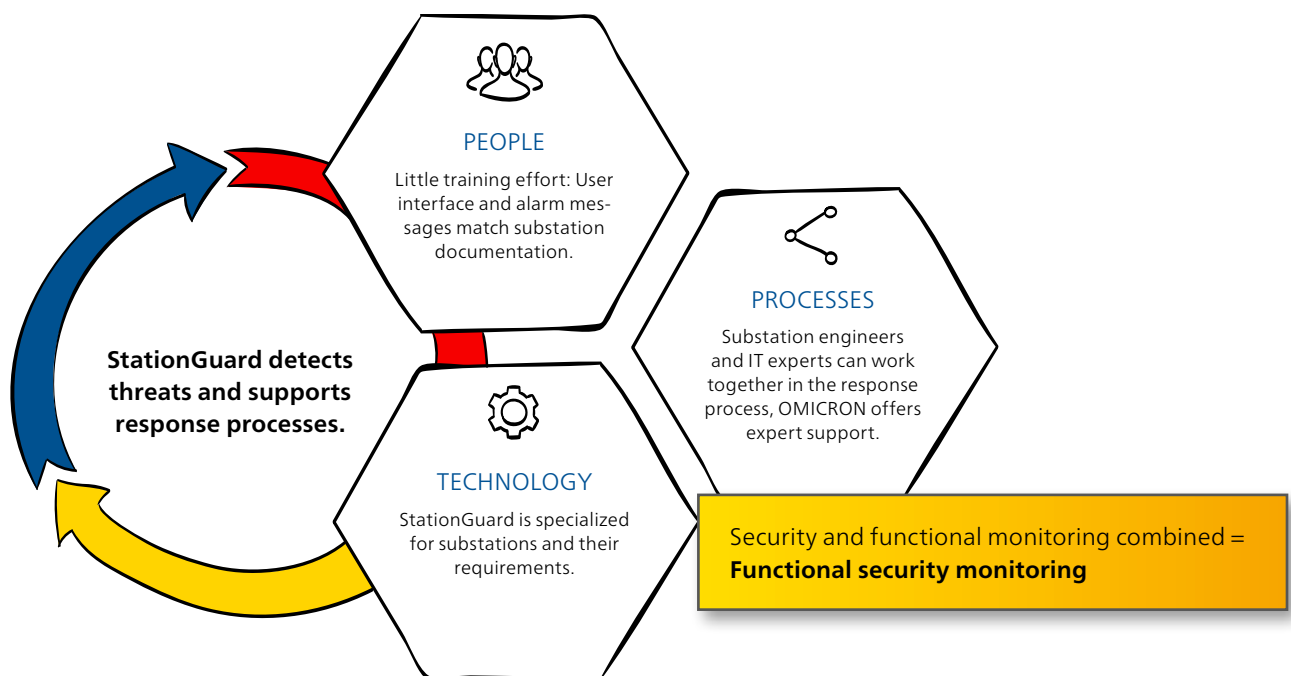 PEOPLE
Little training effort: User
interface and alarm mes-
sages match substation
documentation.
PROCESSES
Substation engineers
and IT experts can work
together in the response
process, OMICRON offers
expert support.
StationGuard detects
threats and supports
response processes.
TECHNOLOGY
StationGuard is specialized
for substations and their
requirements.
Security and functional monitoring combined =
Functional security monitoring